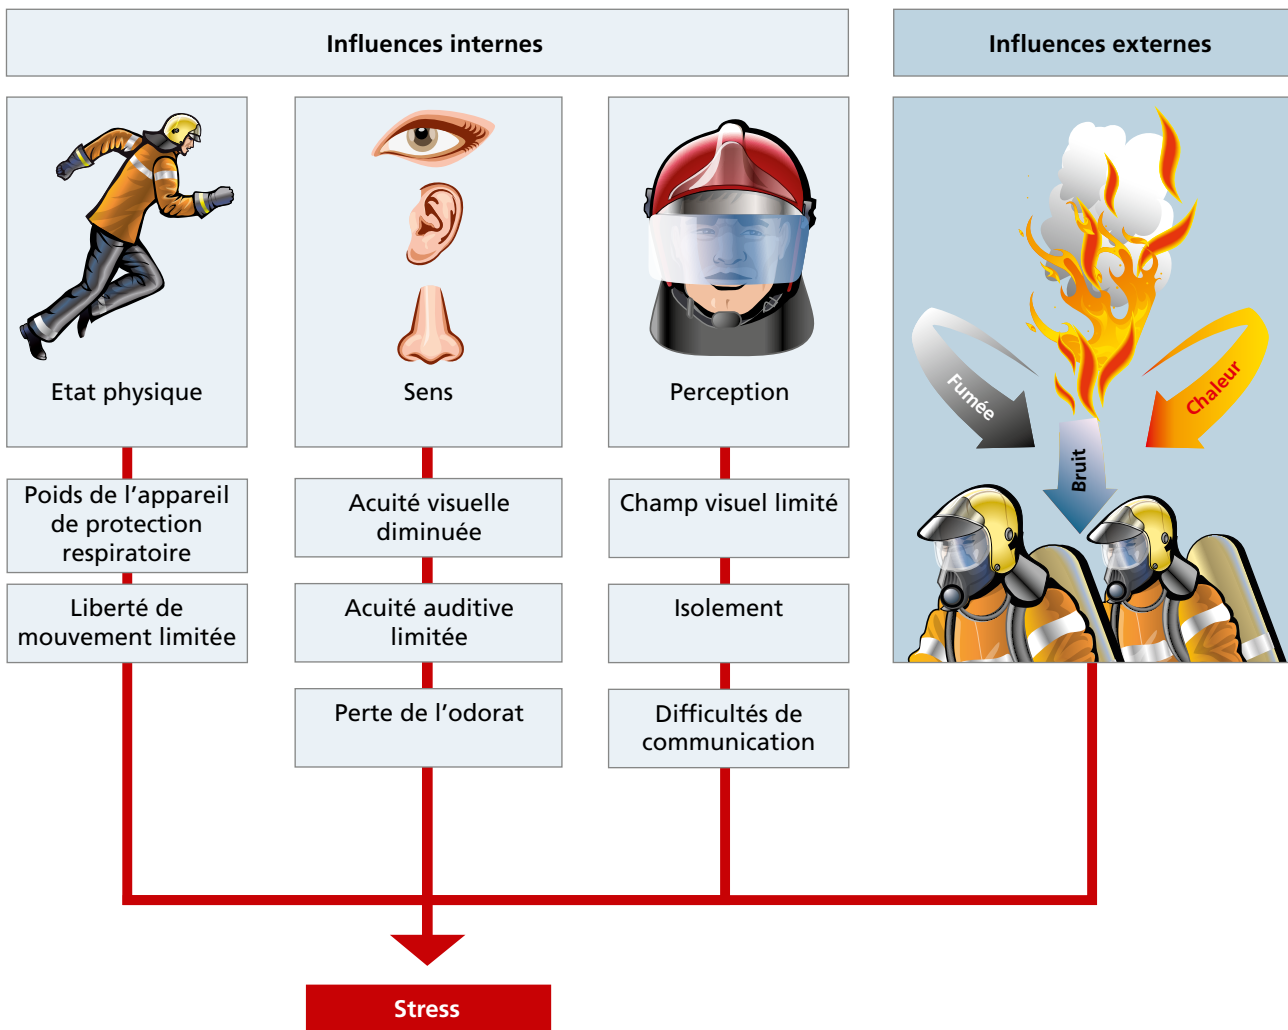 Influences internes
Influences externes
Etat physique
Sens
Perception
Fumée
Bruit
Chaleur
Poids de l’appareil
de protection
respiratoire
Liberté de
mouvement limitée
Acuité visuelle
diminuée
Acuité auditive
limitée
Perte de l’odorat
Champ visuel limité
Isolement
Difficultés de
communication
Stress